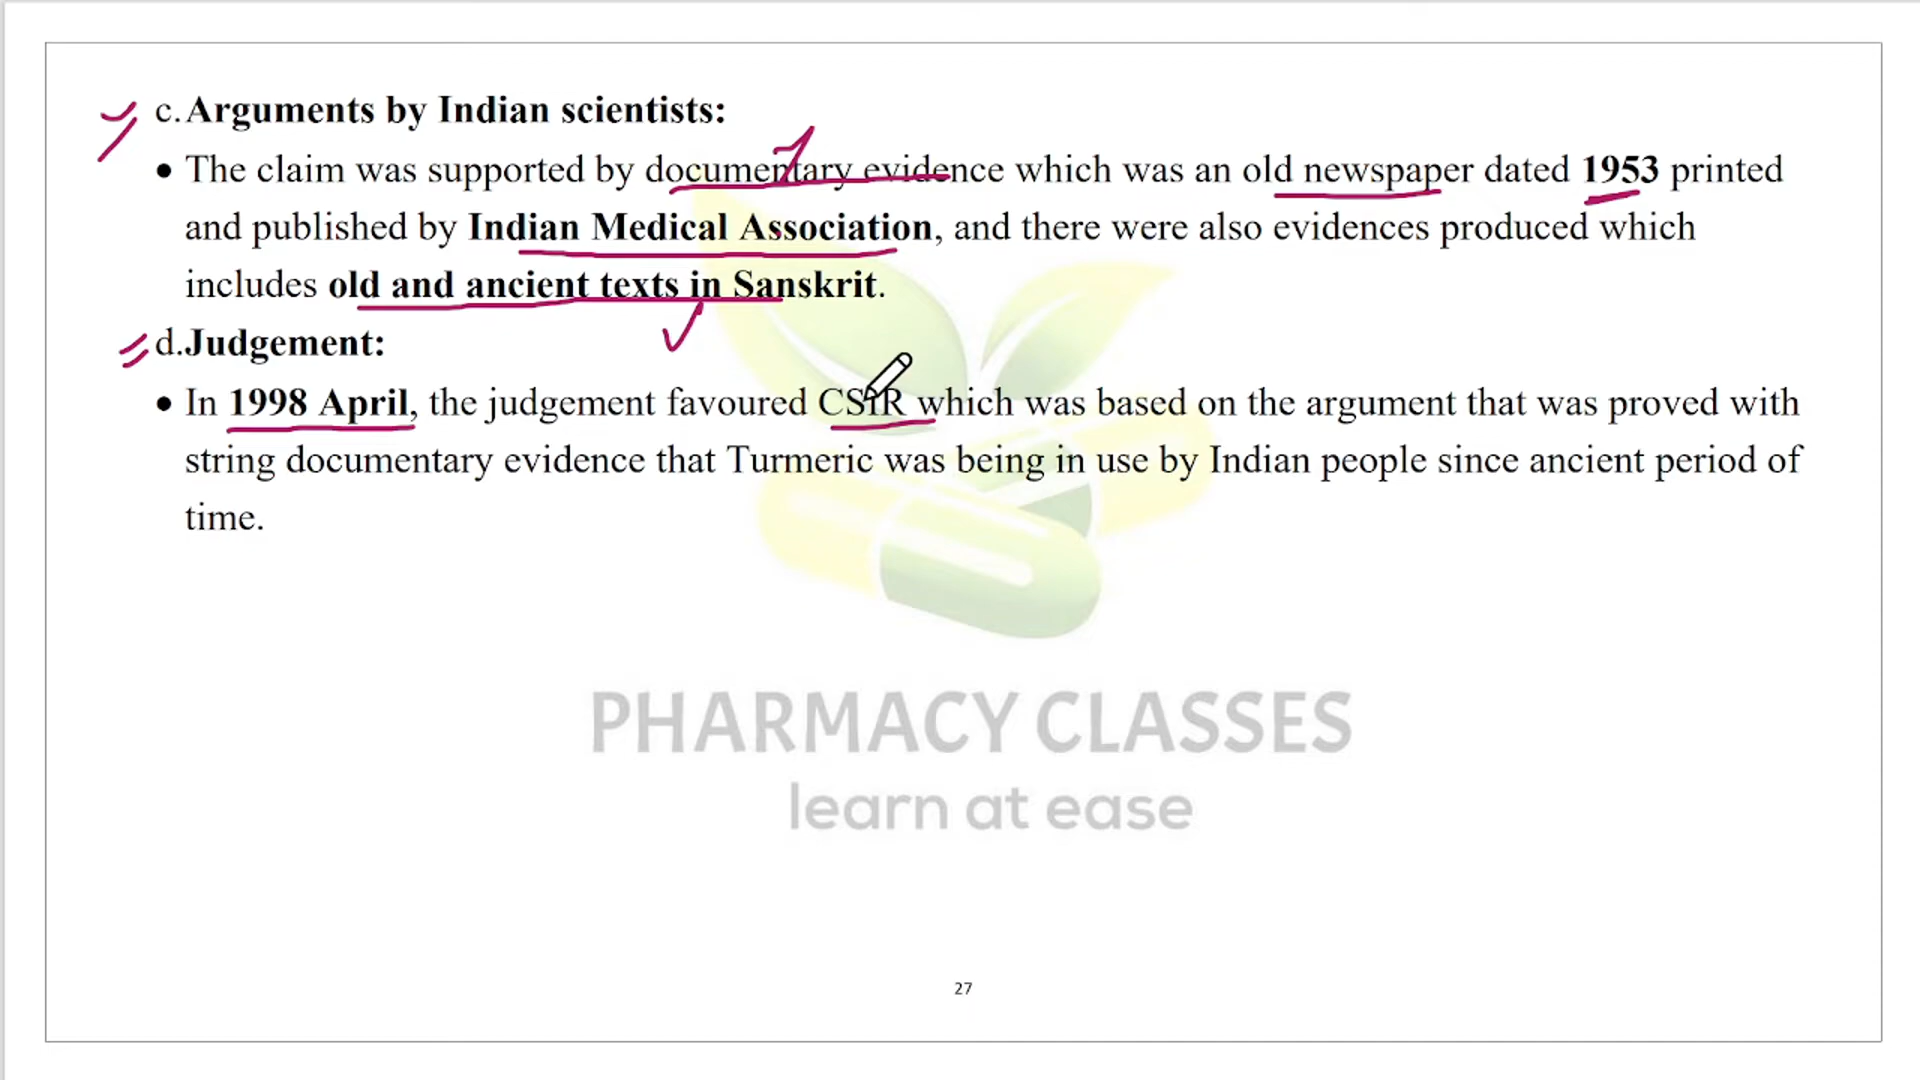 c. Arguments by Indian scientists:
• The claim was supported by documentary evidence which was an old newspaper dated 1953 printed
and published by Indian Medical Association, and there were also evidences produced which
includes old and ancient texts in Sanskrit.
d. Judgement:
• In 1998 April, the judgement favoured CSIR which was based on the argument that was proved with
string documentary evidence that Turmeric was being in use by Indian people since ancient period of
time.
PHARMACY CLASSES
learn at ease
27